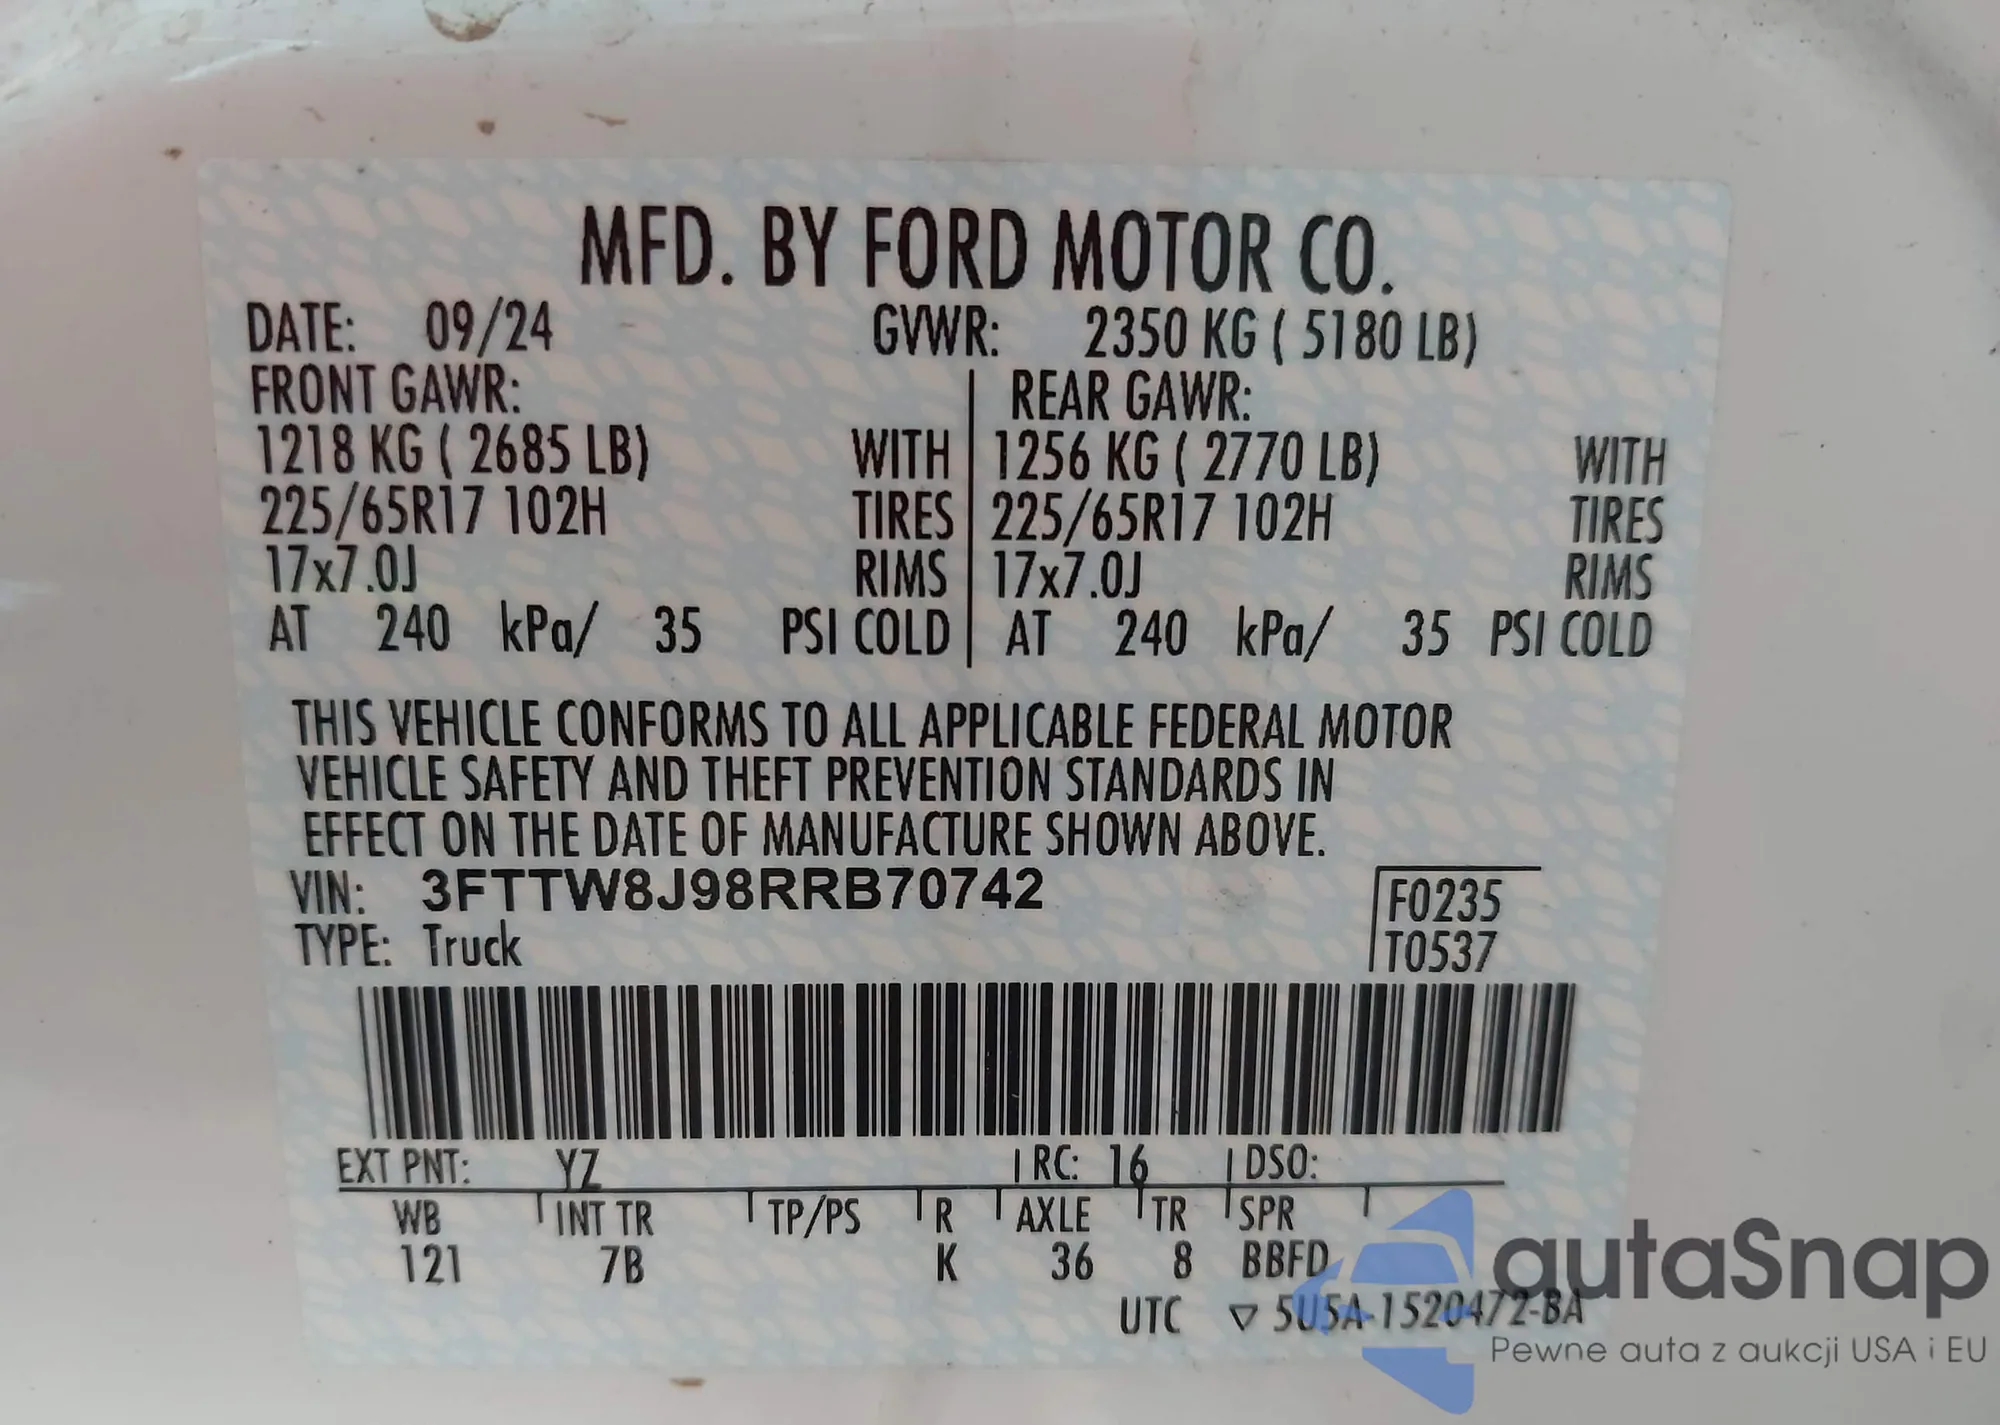 MFD. BY FORD MOTOR CO.
DATE: 09/24 GVWR: 2350 KG ( 5180 LB)
FRONT GAWR: REAR GAWR:
1218 KG ( 2685 LB) WITH 1256 KG ( 2770 LB) WITH
225/65R17 102H TIRES 225/65R17 102H TIRES
17x7.0J RIMS 17x7.0J RIMS
AT 240 kPa/ 35 PSI COLD AT 240 kPa/ 35 PSI COLD
THIS VEHICLE CONFORMS TO ALL APPLICABLE FEDERAL MOTOR
VEHICLE SAFETY AND THEFT PREVENTION STANDARDS IN
EFFECT ON THE DATE OF MANUFACTURE SHOWN ABOVE.
VIN: 3FTTW8J98RRB70742 F0235
TYPE: Truck T0537
EXT PNT: YZ RC: 16 DSO:
WB INT TR TP/PS R AXLE TR SPR
121 7B K 36 8 BBFD
UTC ▽ 5U5A-1520472-BA
autaSnap
Pewne auta z aukcji USA i EU